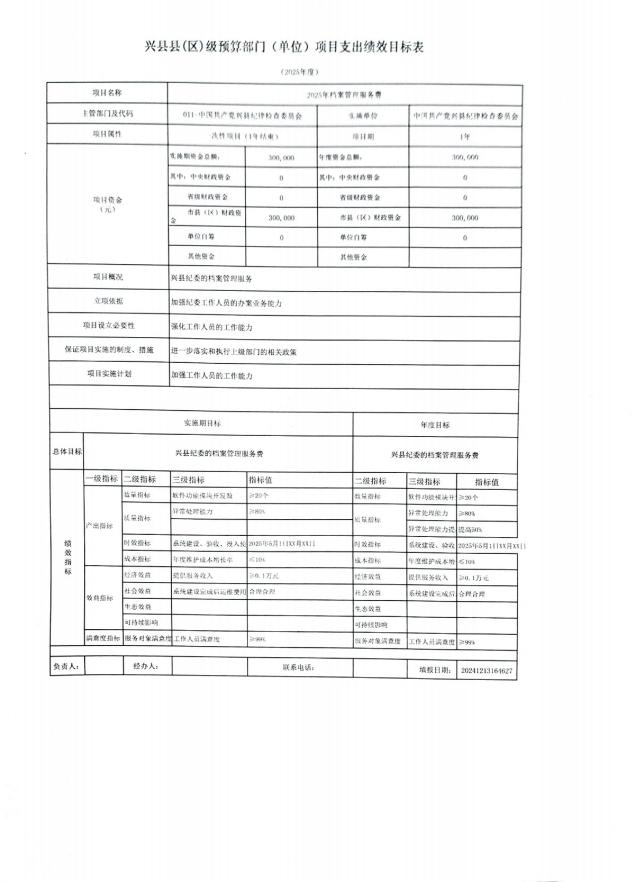 兴县县(区)级预算部门（单位）项目支出绩效目标表
（2025年度）
项目名称 2025年档案管理服务费
主管部门及代码 011-中国共产党兴县纪律检查委员会 实施单位 中国共产党兴县纪律检查委员会
项目属性 次性项目（1年结束） 项目期 1年
项目资金
（元）
实施期资金总额： 300,000 年度资金总额： 300,000
其中：中央财政资金 0 其中：中央财政资金 0
省级财政资金 0 省级财政资金 0
市县（区）财政资金 300,000 市县（区）财政资金 300,000
单位自筹 0 单位自筹 0
其他资金 其他资金
项目概况 兴县纪委的档案管理服务
立项依据 加强纪委工作人员的办案业务能力
项目设立必要性 强化工作人员的工作能力
保证项目实施的制度、措施 进一步落实和执行上级部门的相关政策
项目实施计划 加强工作人员的工作能力
实施期目标 年度目标
总体目标 兴县纪委的档案管理服务费 兴县纪委的档案管理服务费
绩效指标
一级指标 二级指标 三级指标 指标值 二级指标 三级指标 指标值
产出指标 数量指标 软件功能模块开发数 ≥20个 数量指标 软件功能模块开 ≥20个
质量指标 异常处理能力 ≥80% 质量指标 异常处理能力 ≥80%
异常处理能力提 提高50%
时效指标 系统建设、验收、投入长 2025年5月1日XX月XX日 时效指标 系统建设、验收 2025年5月1日XX月XX日
成本指标 年度维护成本增长率 ≤10% 成本指标 年度维护成本增 ≤10%
效益指标 经济效益 提供服务收入 ≥0.1万元 经济效益 提供服务收入 ≥0.1万元
社会效益 系统建设完成后运维费用 合理合理 社会效益 系统建设完成后 合理合理
生态效益 生态效益
可持续影响 可持续影响
满意度指标 服务对象满意度 工作人员满意度 ≥99% 服务对象满意度 工作人员满意度 ≥99%
负责人： 经办人： 联系电话： 填报日期： 20241213164627